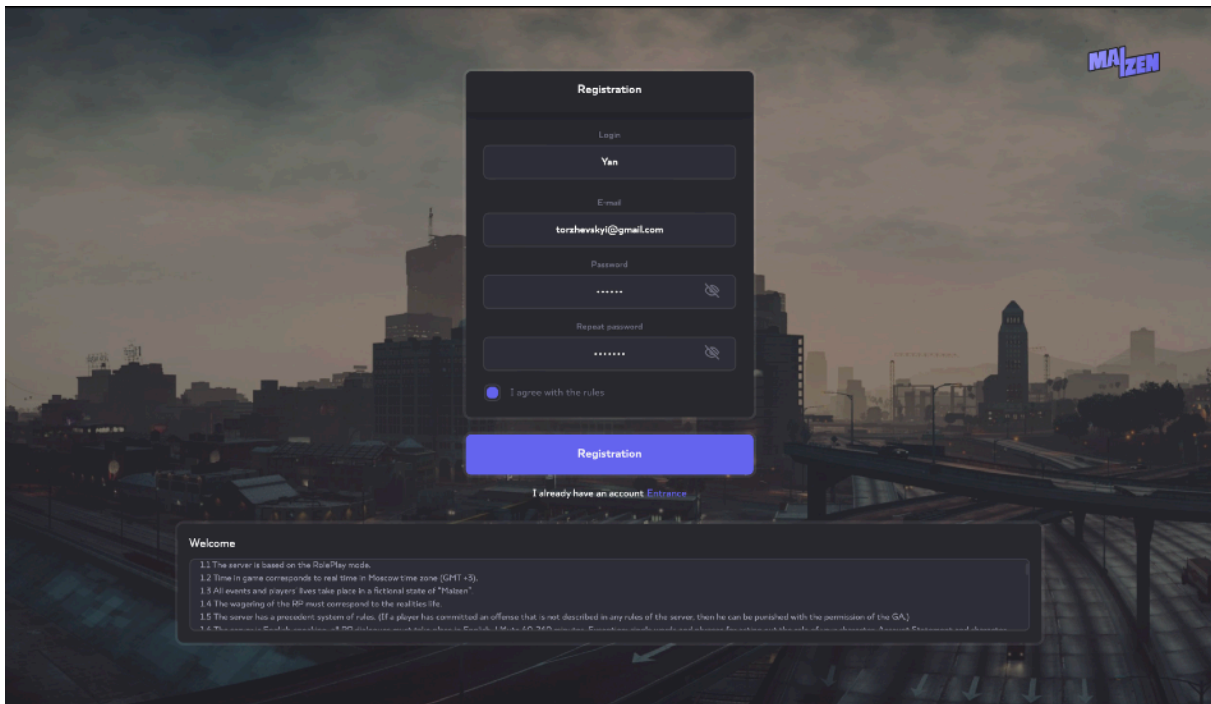 MAIZEN
Registration
Login
Yan
E-mail
torzhevskyi@gmail.com
Password
••••••
Repeat password
•••••••
I agree with the rules
Registration
I already have an account Entrance
Welcome
1.1 The server is based on the RolePlay mode.
1.2 Time in game corresponds to real time in Moscow time zone (GMT +3).
1.3 All events and players' lives take place in a fictional state of "Maizen".
1.4 The wagering of the RP must correspond to the realities life.
1.5 The server has a precedent system of rules. (If a player has committed an offense that is not described in any rules of the server, then he can be punished with the permission of the GA.)